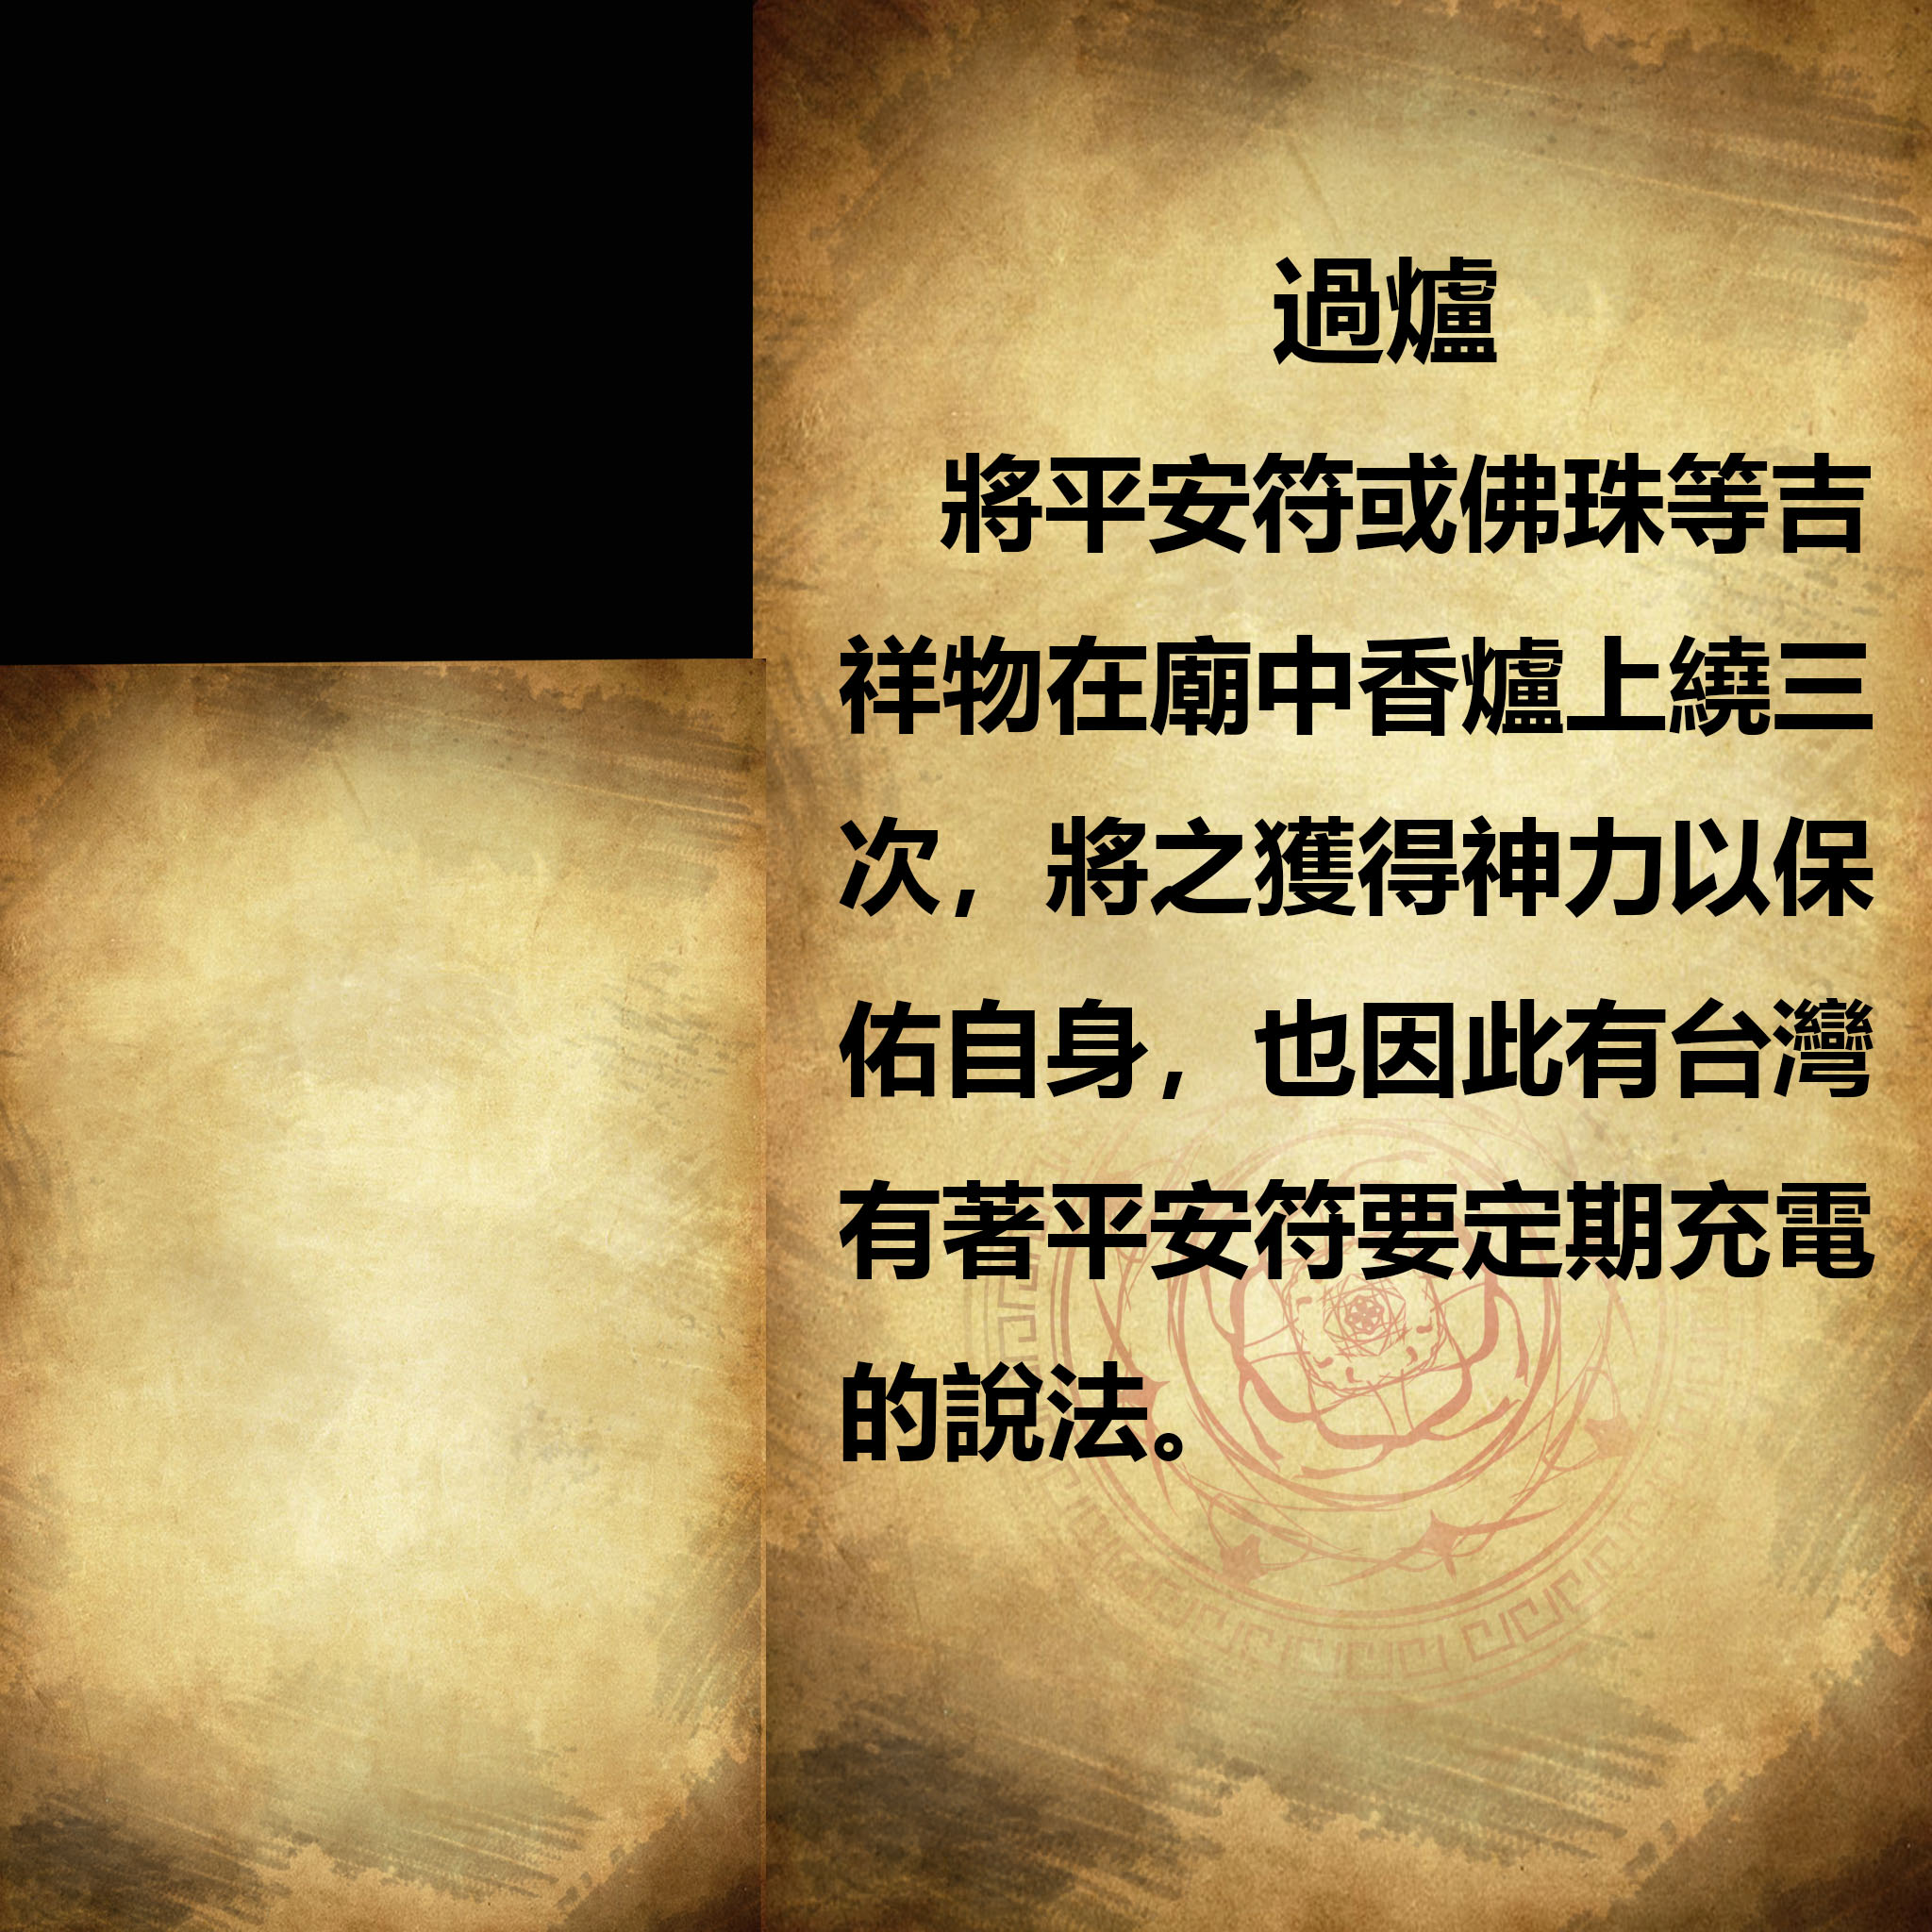 過爐
將平安符或佛珠等吉
祥物在廟中香爐上繞三
次，將之獲得神力以保
佑自身，也因此有台灣
有著平安符要定期充電
的說法。